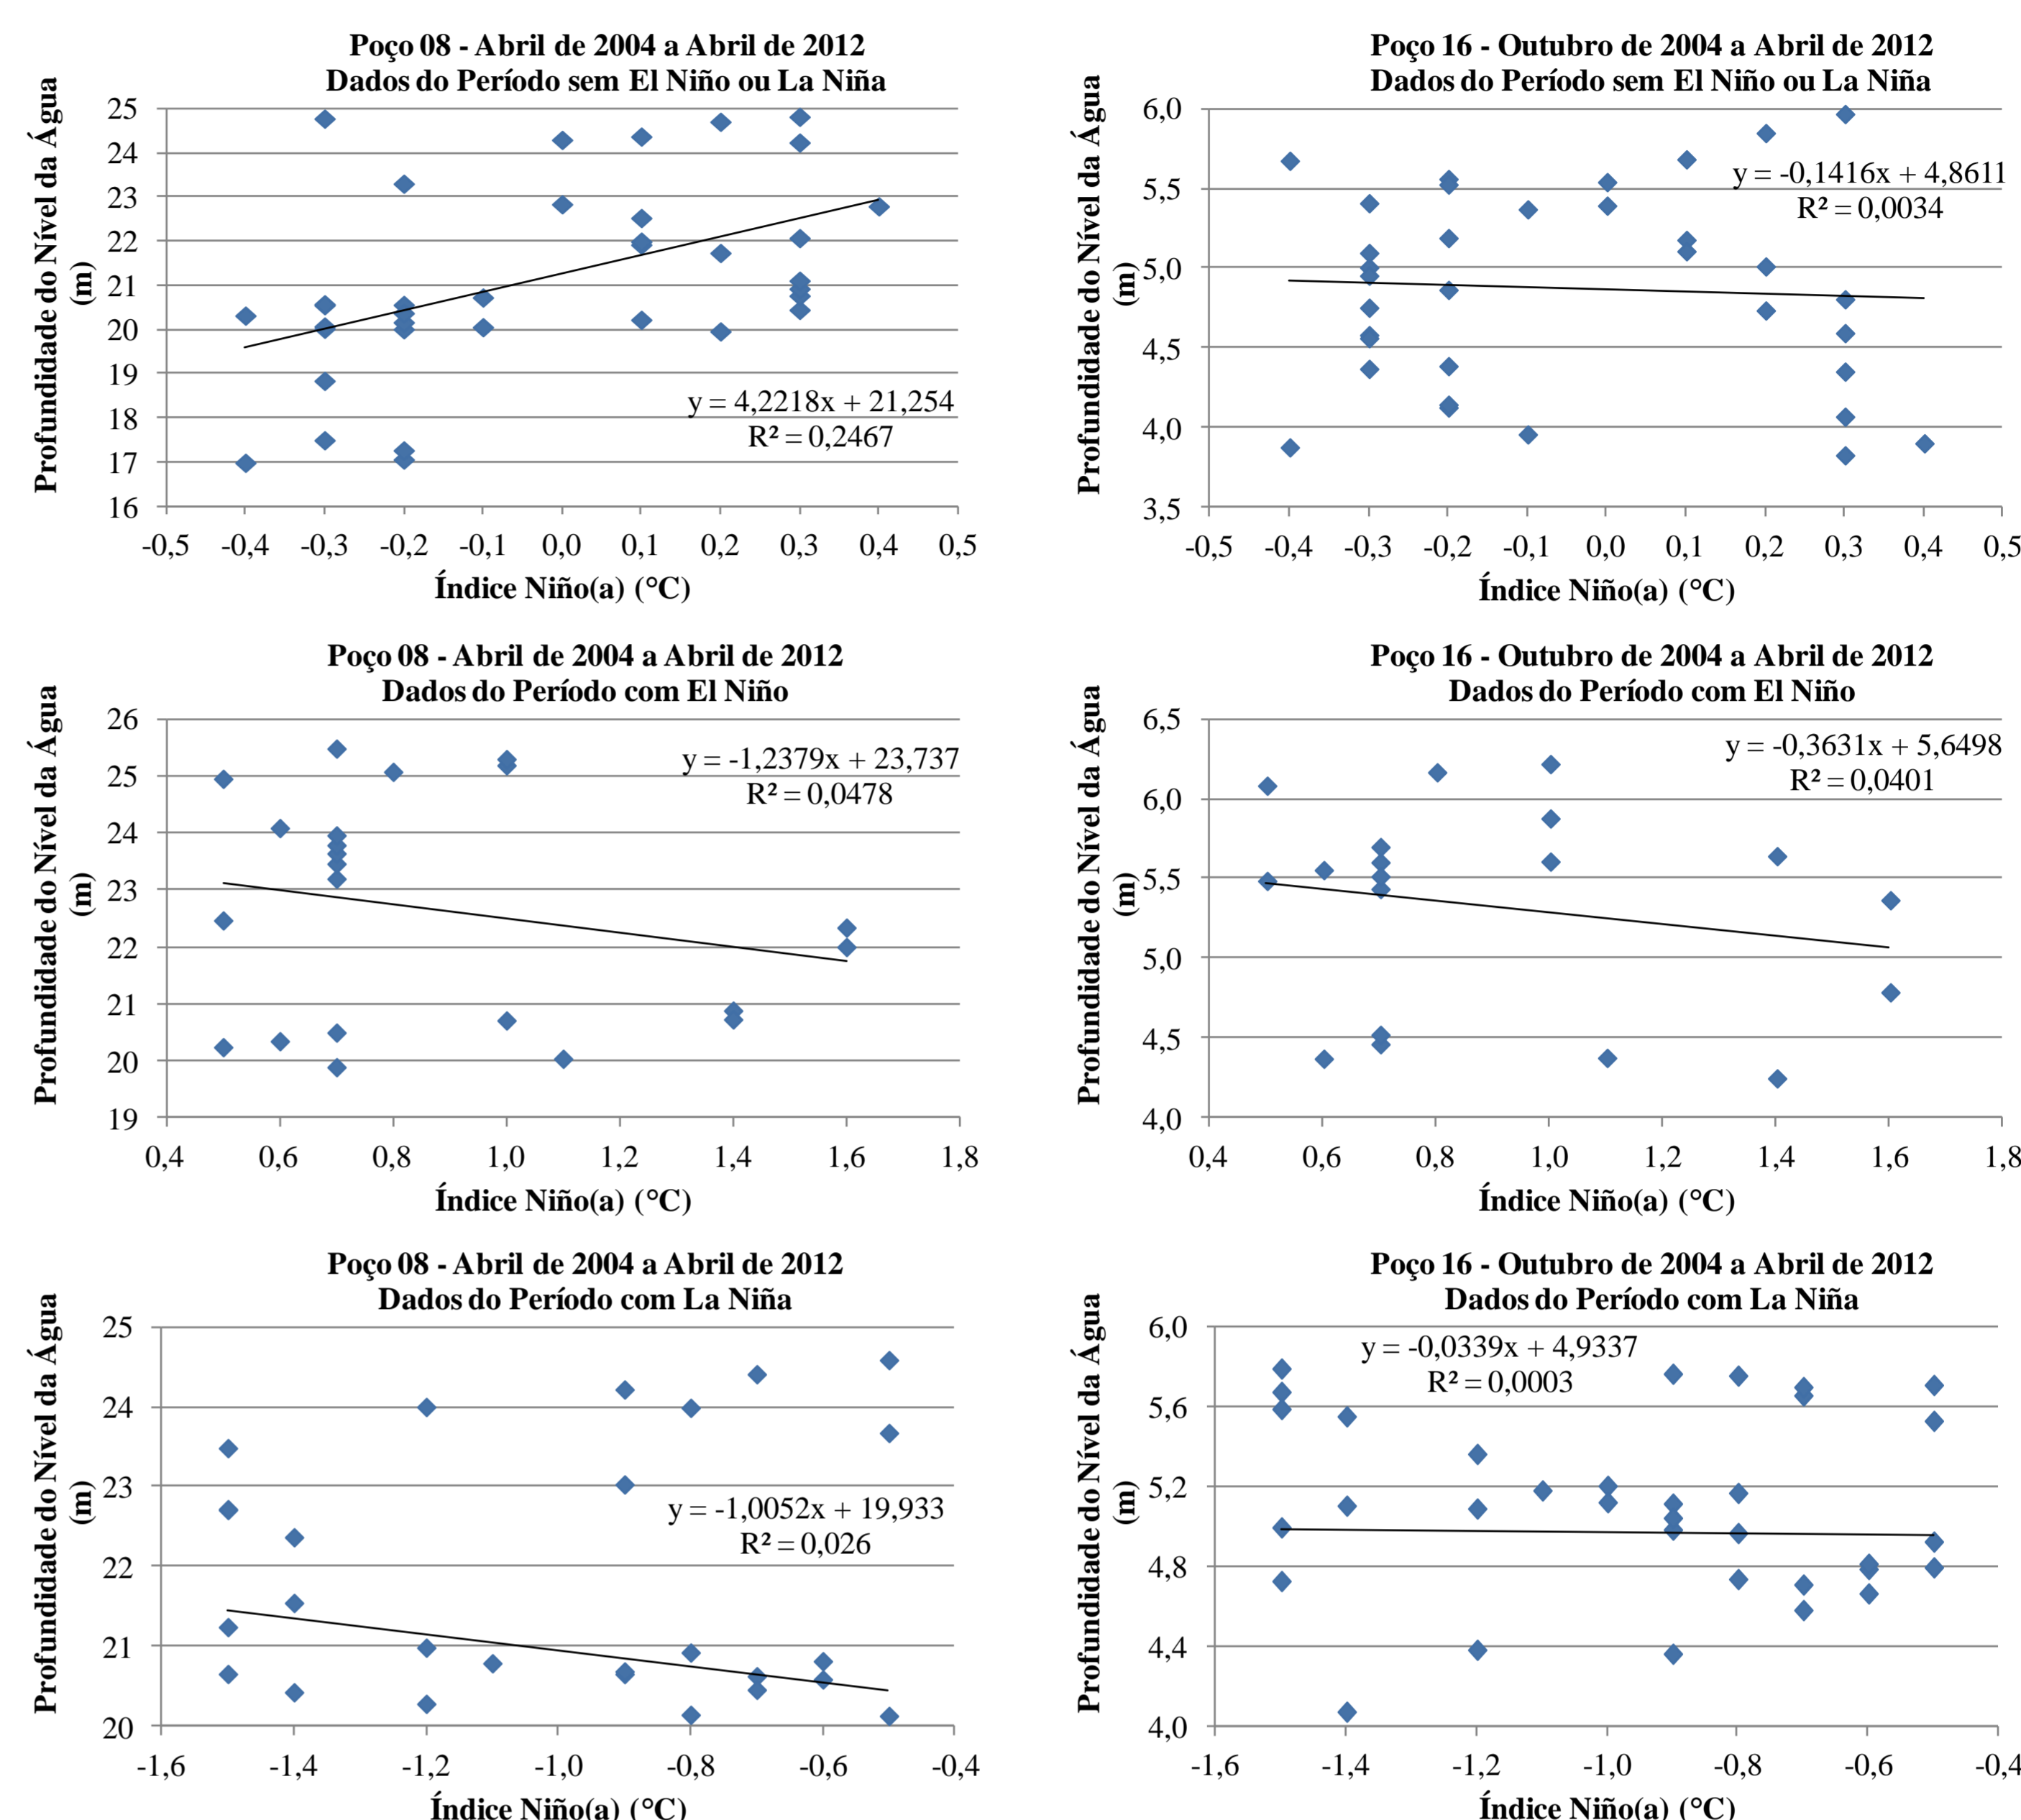 Poço 08 - Abril de 2004 a Abril de 2012
Dados do Período sem El Niño ou La Niña
Profundidade do Nível da Água
(m)
25
24
23
22
21
20
19
18
17
16
y = 4,2218x + 21,254
R² = 0,2467
-0,5 -0,4 -0,3 -0,2 -0,1 0,0 0,1 0,2 0,3 0,4 0,5
Índice Niño(a) (°C)
Poço 16 - Outubro de 2004 a Abril de 2012
Dados do Período sem El Niño ou La Niña
Profundidade do Nível da Água
(m)
6,0
5,5
5,0
4,5
4,0
3,5
y = -0,1416x + 4,8611
R² = 0,0034
-0,5 -0,4 -0,3 -0,2 -0,1 0,0 0,1 0,2 0,3 0,4 0,5
Índice Niño(a) (°C)
Poço 08 - Abril de 2004 a Abril de 2012
Dados do Período com El Niño
Profundidade do Nível da Água
(m)
26
25
24
23
22
21
20
19
y = -1,2379x + 23,737
R² = 0,0478
0,4 0,6 0,8 1,0 1,2 1,4 1,6 1,8
Índice Niño(a) (°C)
Poço 16 - Outubro de 2004 a Abril de 2012
Dados do Período com El Niño
Profundidade do Nível da Água
(m)
6,5
6,0
5,5
5,0
4,5
4,0
y = -0,3631x + 5,6498
R² = 0,0401
0,4 0,6 0,8 1,0 1,2 1,4 1,6 1,8
Índice Niño(a) (°C)
Poço 08 - Abril de 2004 a Abril de 2012
Dados do Período com La Niña
Profundidade do Nível da Água
(m)
25
24
23
22
21
20
y = -1,0052x + 19,933
R² = 0,026
-1,6 -1,4 -1,2 -1,0 -0,8 -0,6 -0,4
Índice Niño(a) (°C)
Poço 16 - Outubro de 2004 a Abril de 2012
Dados do Período com La Niña
Profundidade do Nível da Água
(m)
6,0
5,6
5,2
4,8
4,4
4,0
y = -0,0339x + 4,9337
R² = 0,0003
-1,6 -1,4 -1,2 -1,0 -0,8 -0,6 -0,4
Índice Niño(a) (°C)